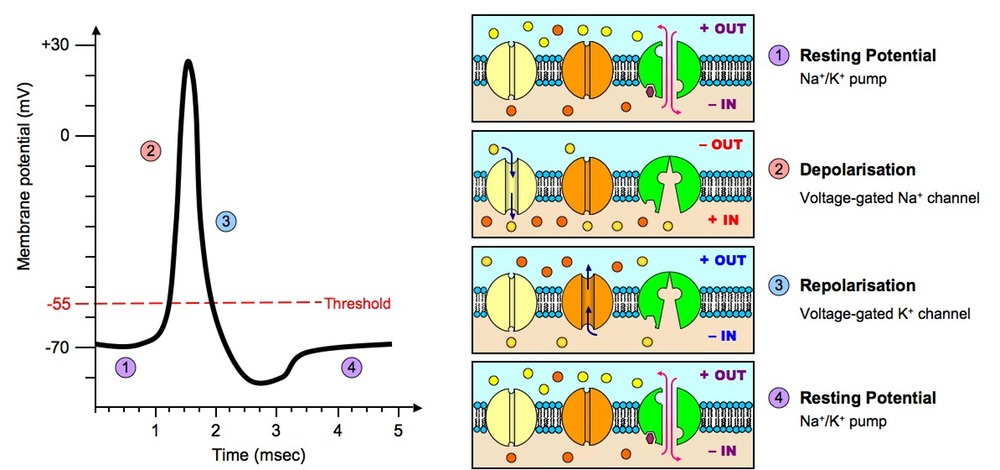 Membrane potential (mV)
+30
0
-55
-70
Threshold
1
2
3
4
1
2
3
4
5
Time (msec)
+ OUT
– IN
1 Resting Potential
Na⁺/K⁺ pump
– OUT
+ IN
2 Depolarisation
Voltage-gated Na⁺ channel
+ OUT
– IN
3 Repolarisation
Voltage-gated K⁺ channel
+ OUT
– IN
4 Resting Potential
Na⁺/K⁺ pump